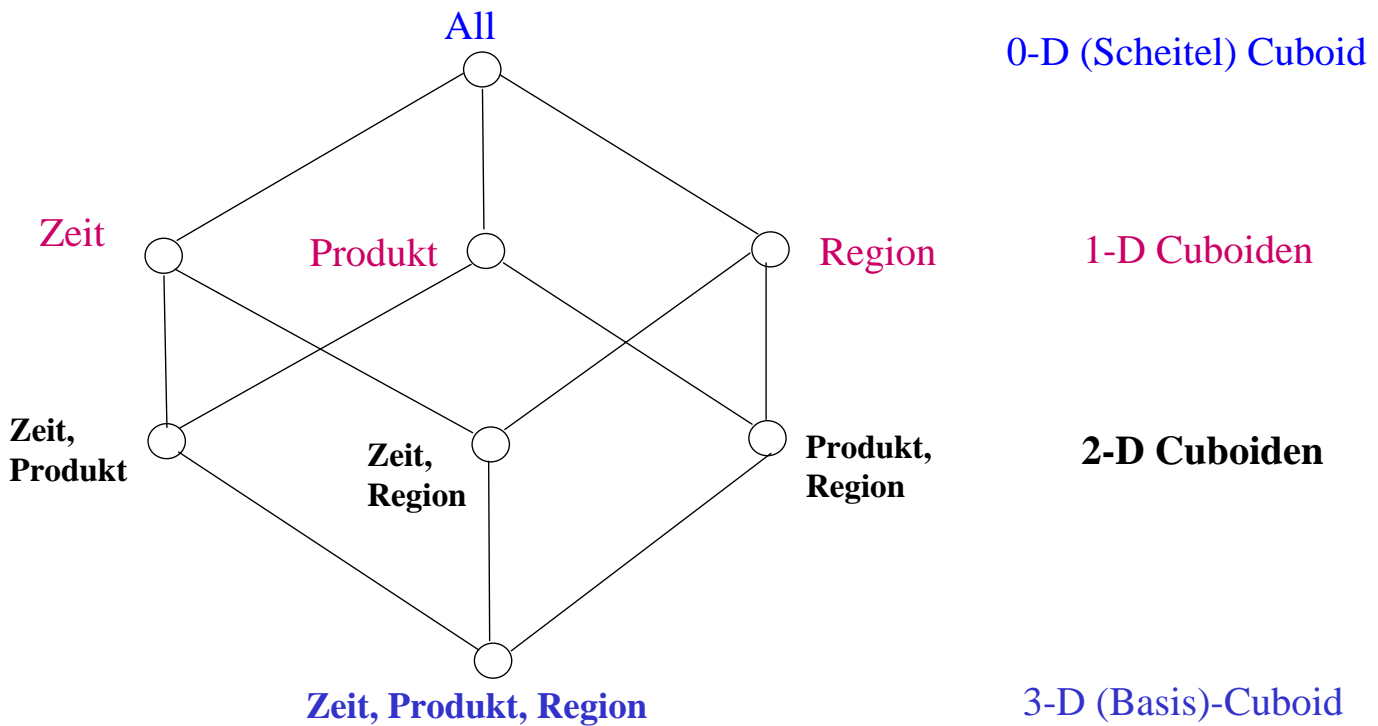 All
0-D (Scheitel) Cuboid
Zeit
Produkt
Region
1-D Cuboiden
Zeit,
Produkt
Zeit,
Region
Produkt,
Region
2-D Cuboiden
Zeit, Produkt, Region
3-D (Basis)-Cuboid